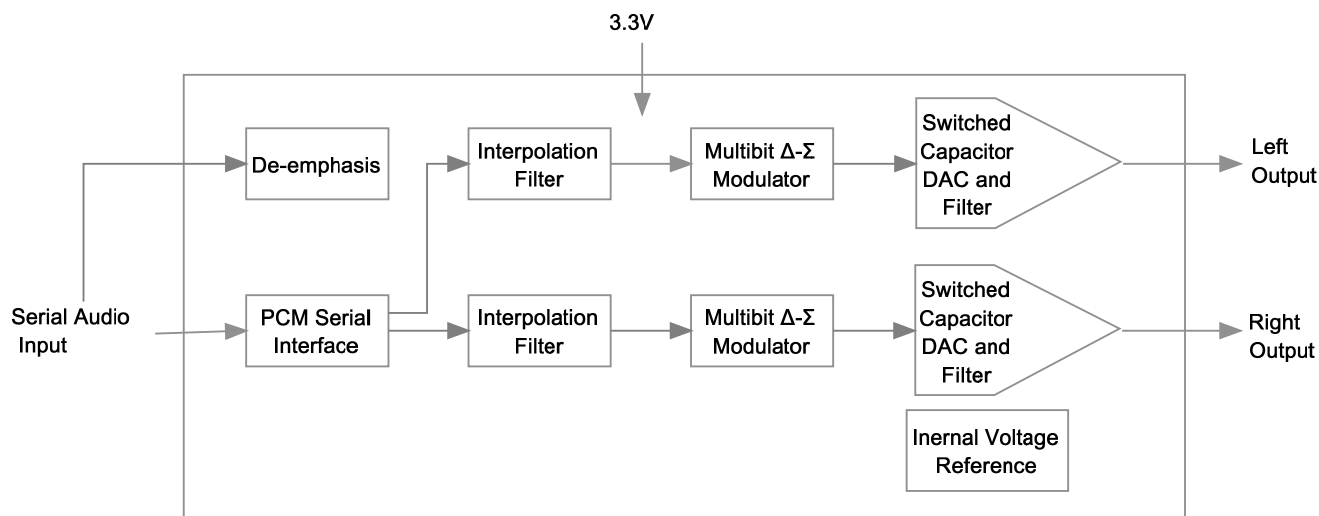 3.3V
De-emphasis
Interpolation
Filter
Multibit Δ-Σ
Modulator
Switched
Capacitor
DAC and
Filter
Left
Output
Serial Audio
Input
PCM Serial
Interface
Interpolation
Filter
Multibit Δ-Σ
Modulator
Switched
Capacitor
DAC and
Filter
Right
Output
Inernal Voltage
Reference